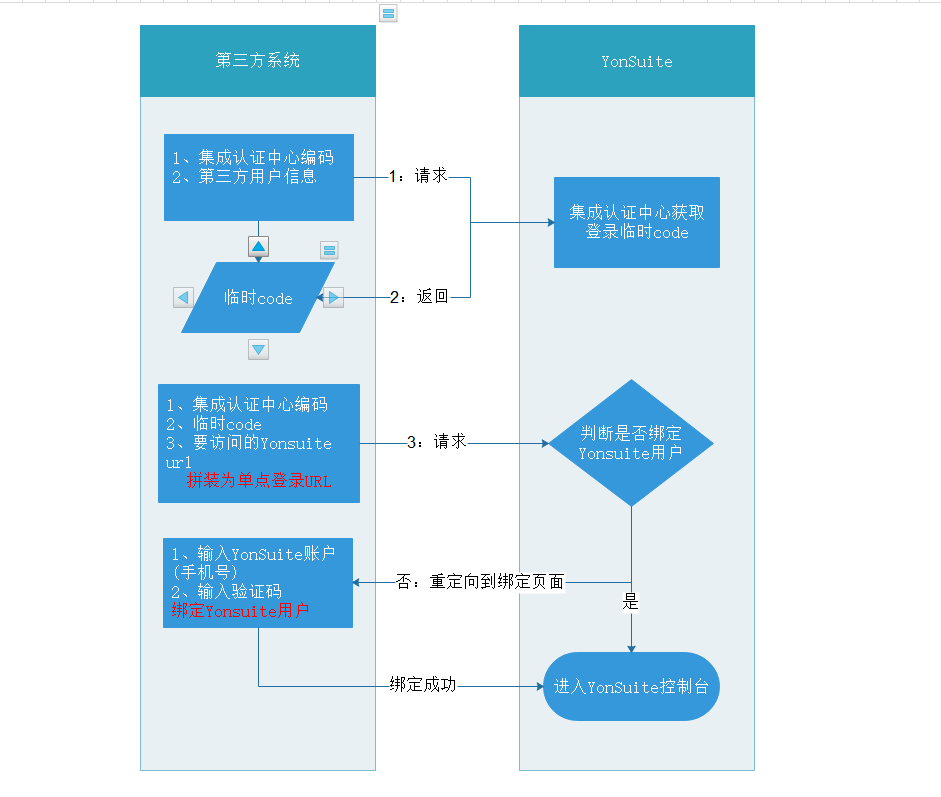 第三方系统
YonSuite
1、集成认证中心编码
2、第三方用户信息
1: 请求
集成认证中心获取
登录临时code
临时code
2: 返回
1、集成认证中心编码
2、临时code
3、要访问的Yonsuite
url
拼装为单点登录URL
3: 请求
判断是否绑定
Yonsuite用户
1、输入YonSuite账户
(手机号)
2、输入验证码
绑定Yonsuite用户
否: 重定向到绑定页面
是
绑定成功
进入YonSuite控制台